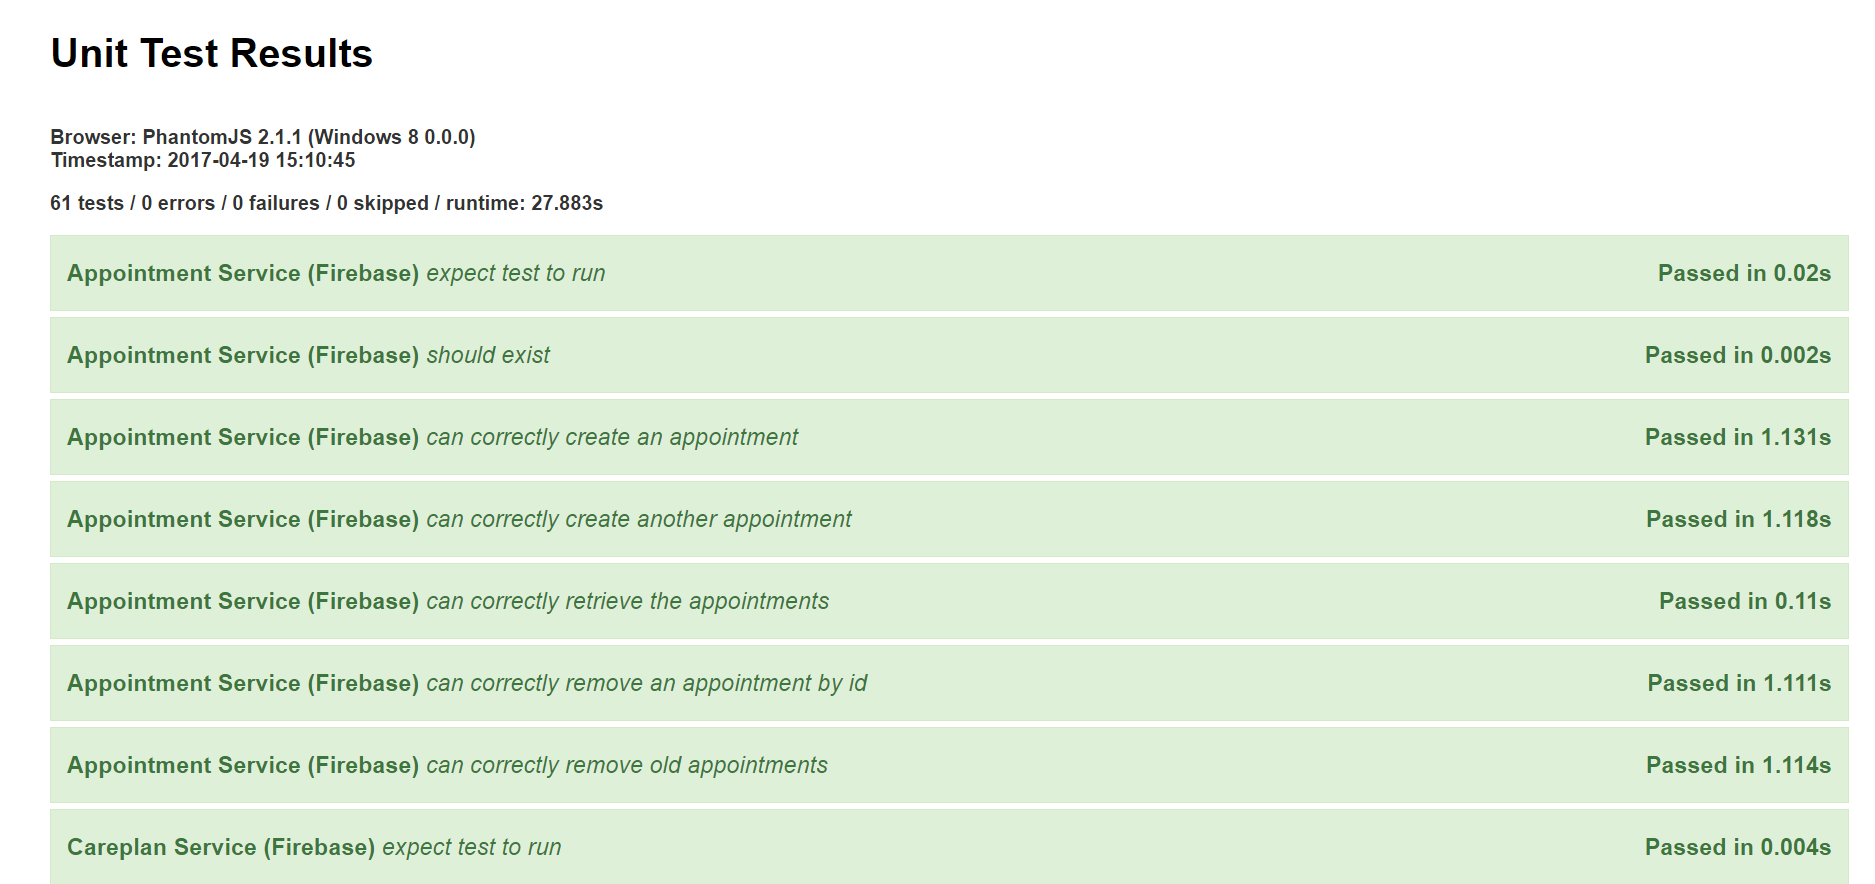 Unit Test Results
Browser: PhantomJS 2.1.1 (Windows 8 0.0.0)
Timestamp: 2017-04-19 15:10:45
61 tests / 0 errors / 0 failures / 0 skipped / runtime: 27.883s
Appointment Service (Firebase) expect test to run Passed in 0.02s
Appointment Service (Firebase) should exist Passed in 0.002s
Appointment Service (Firebase) can correctly create an appointment Passed in 1.131s
Appointment Service (Firebase) can correctly create another appointment Passed in 1.118s
Appointment Service (Firebase) can correctly retrieve the appointments Passed in 0.11s
Appointment Service (Firebase) can correctly remove an appointment by id Passed in 1.111s
Appointment Service (Firebase) can correctly remove old appointments Passed in 1.114s
Careplan Service (Firebase) expect test to run Passed in 0.004s